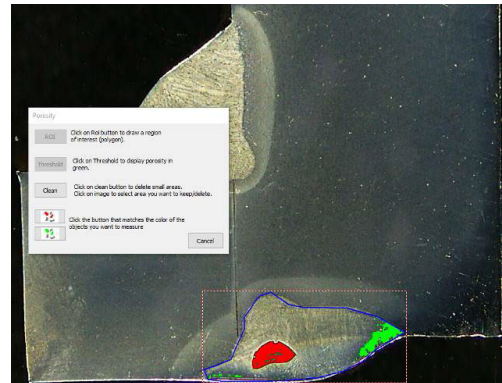 Porosity
ROI
Click on Roi button to draw a region
of interest (polygon).
Threshold
Click on Threshold to display porosity in
green.
Clean
Click on clean button to delete small areas.
Click on image to select area you want to keep/delete.
Click the button that matches the color of the
objects you want to measure
Cancel